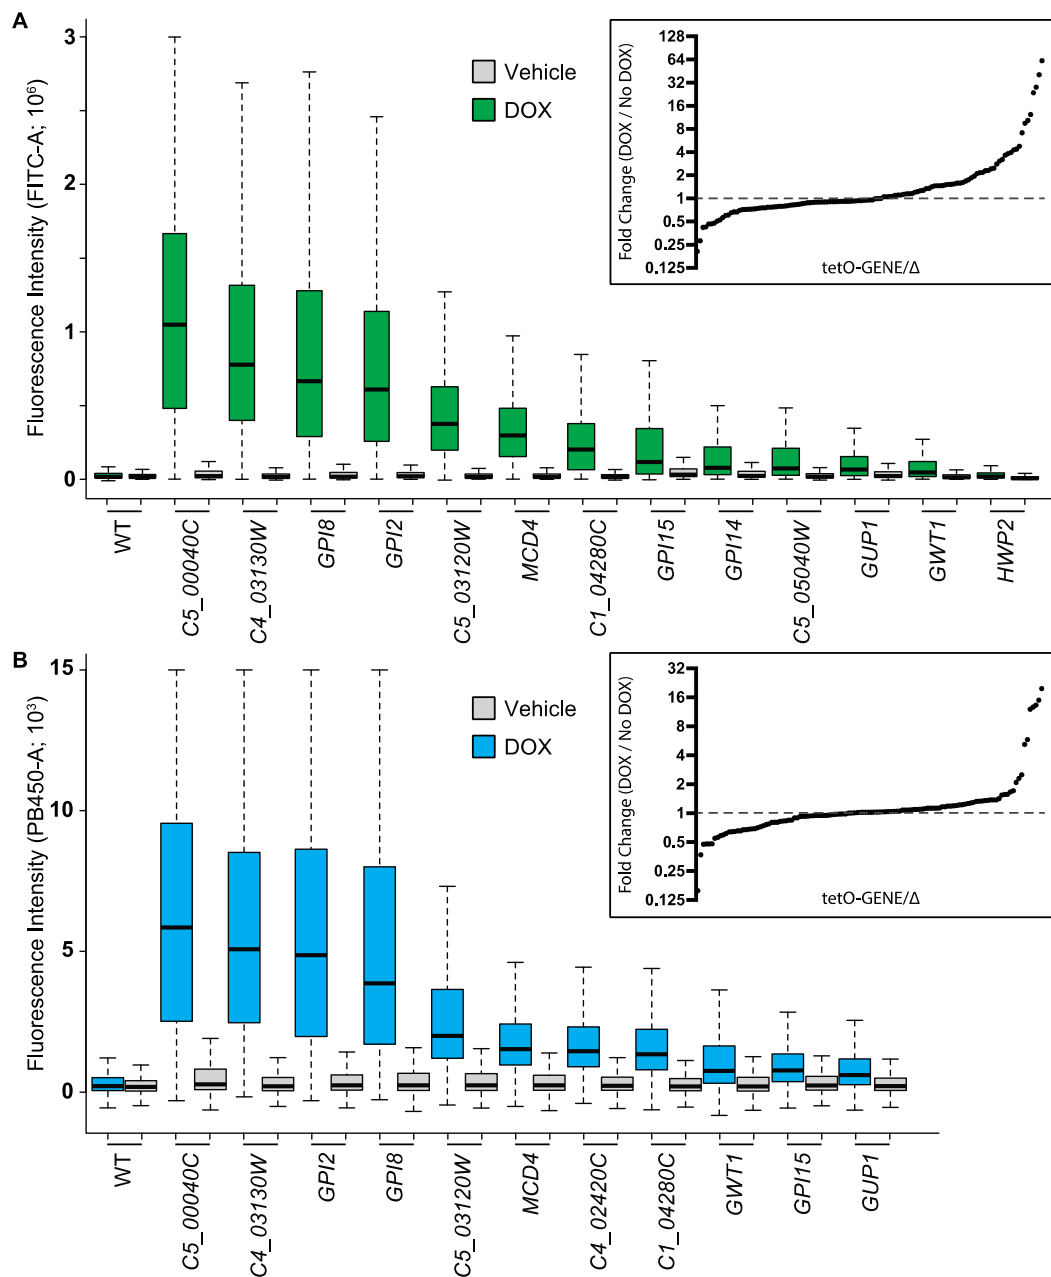 A
Fluorescence Intensity (FITC-A; 10⁶)
3
2
1
0
Vehicle
DOX
Fold Change (DOX / No DOX)
128
64
32
16
8
4
2
1
0.5
0.25
0.125
tetO-GENE/Δ
WT
C5_00040C
C4_03130W
GPI8
GPI2
C5_03120W
MCD4
C1_04280C
GPI15
GPI14
C5_05040W
GUP1
GWT1
HWP2
B
Fluorescence Intensity (PB450-A; 10³)
15
10
5
0
Vehicle
DOX
Fold Change (DOX / No DOX)
32
16
8
4
2
1
0.5
0.25
0.125
tetO-GENE/Δ
WT
C5_00040C
C4_03130W
GPI2
GPI8
C5_03120W
MCD4
C4_02420C
C1_04280C
GWT1
GPI15
GUP1